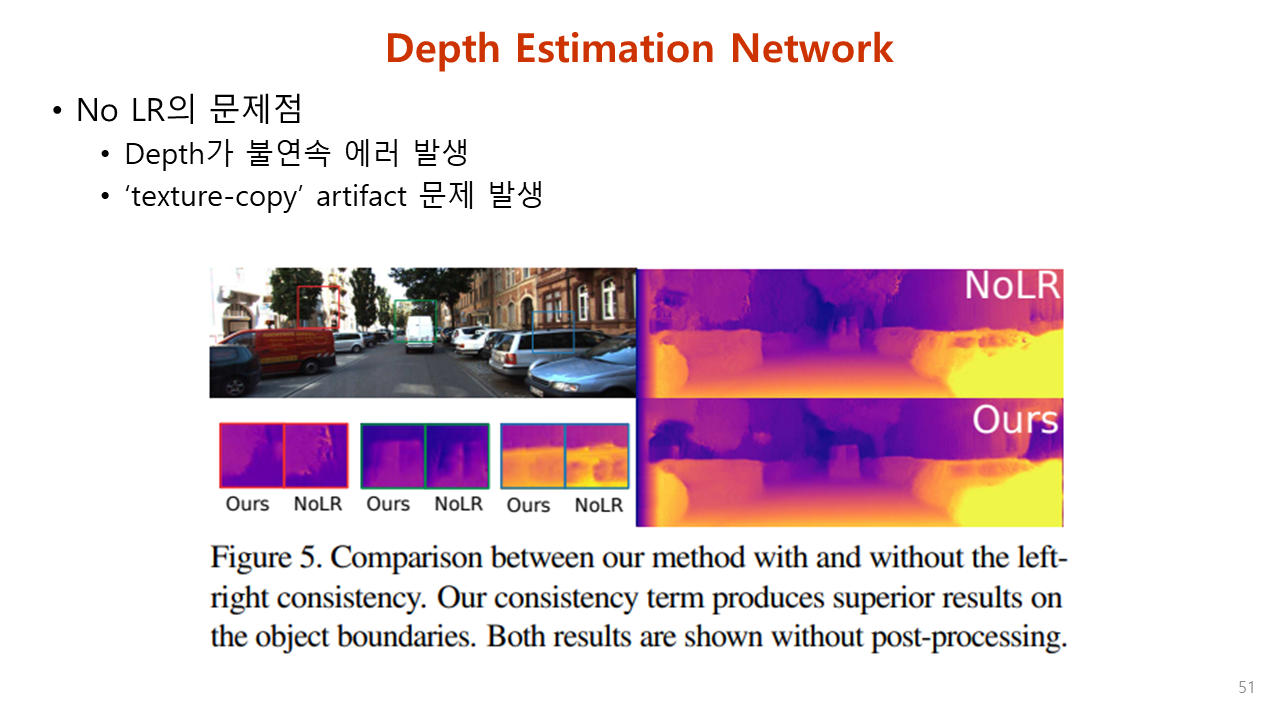 Depth Estimation Network
• No LR의 문제점
• Depth가 불연속 에러 발생
• ‘texture-copy’ artifact 문제 발생
NoLR
Ours
Ours NoLR Ours NoLR Ours NoLR
Figure 5. Comparison between our method with and without the left-
right consistency. Our consistency term produces superior results on
the object boundaries. Both results are shown without post-processing.
51